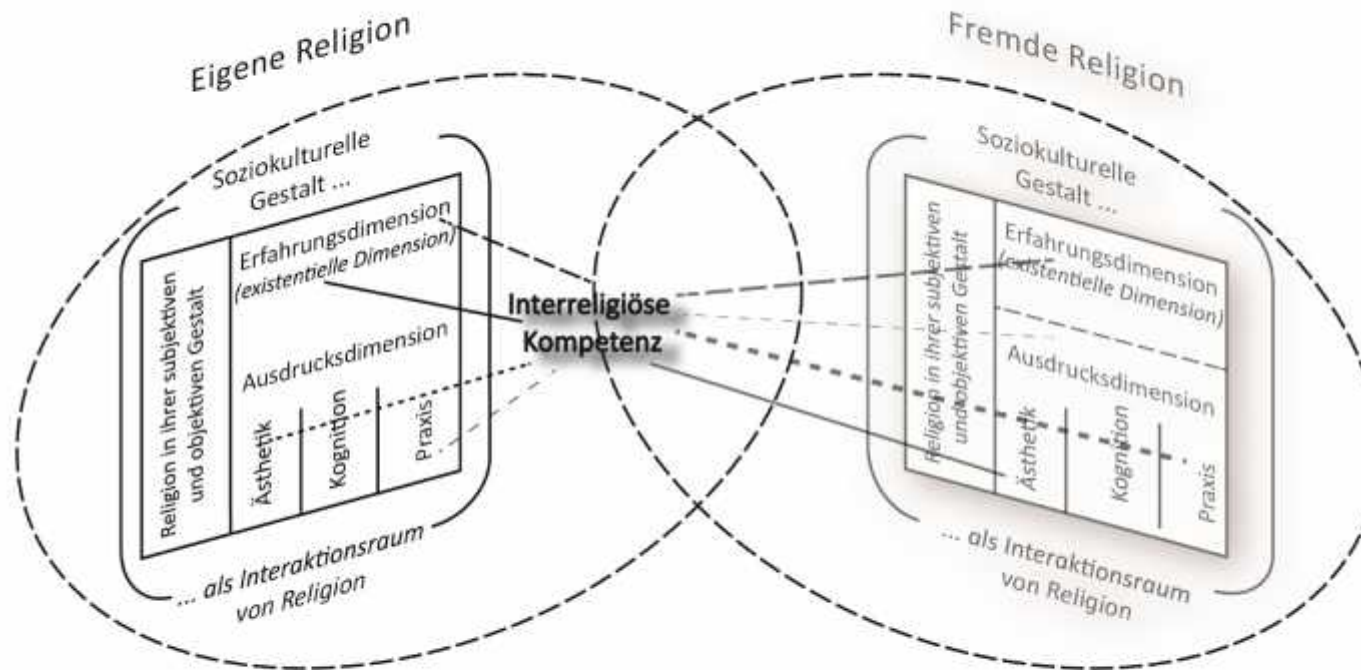 Eigene Religion
Soziokulturelle
Gestalt ...
Religion in ihrer subjektiven
und objektiven Gestalt
Erfahrungsdimension
(existentielle Dimension)
Ausdrucksdimension
Ästhetik
Kognition
Praxis
... als Interaktionsraum
von Religion
Interreligiöse
Kompetenz
Fremde Religion
Soziokulturelle
Gestalt ...
Religion in ihrer subjektiven
und objektiven Gestalt
Erfahrungsdimension
(existentielle Dimension)
Ausdrucksdimension
Ästhetik
Kognition
Praxis
... als Interaktionsraum
von Religion